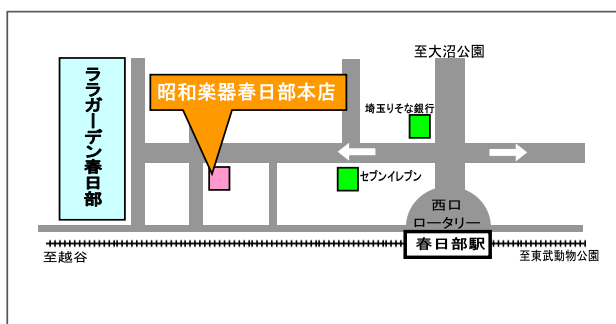 至大沼公園
ララガーデン春日部
昭和楽器春日部本店
埼玉りそな銀行
セブンイレブン
西口
ロータリー
春日部駅
至越谷
至東武動物公園